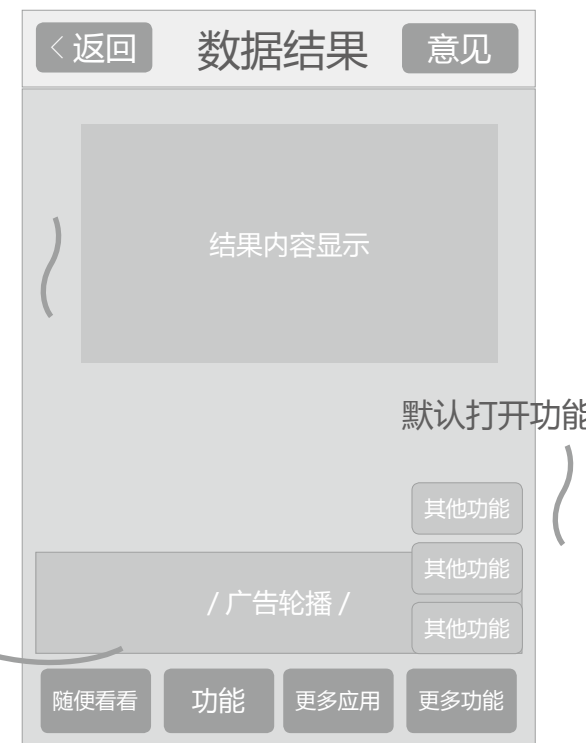 <返回 数据结果 意见
结果内容显示
默认打开功能
其他功能
其他功能
/ 广告轮播 /
其他功能
随便看看 功能 更多应用 更多功能